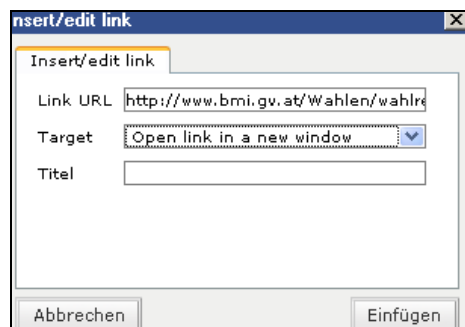 nsert/edit link
Insert/edit link
Link URL http://www.bmi.gv.at/Wahlen/wahlre
Target Open link in a new window
Titel
Abbrechen Einfügen